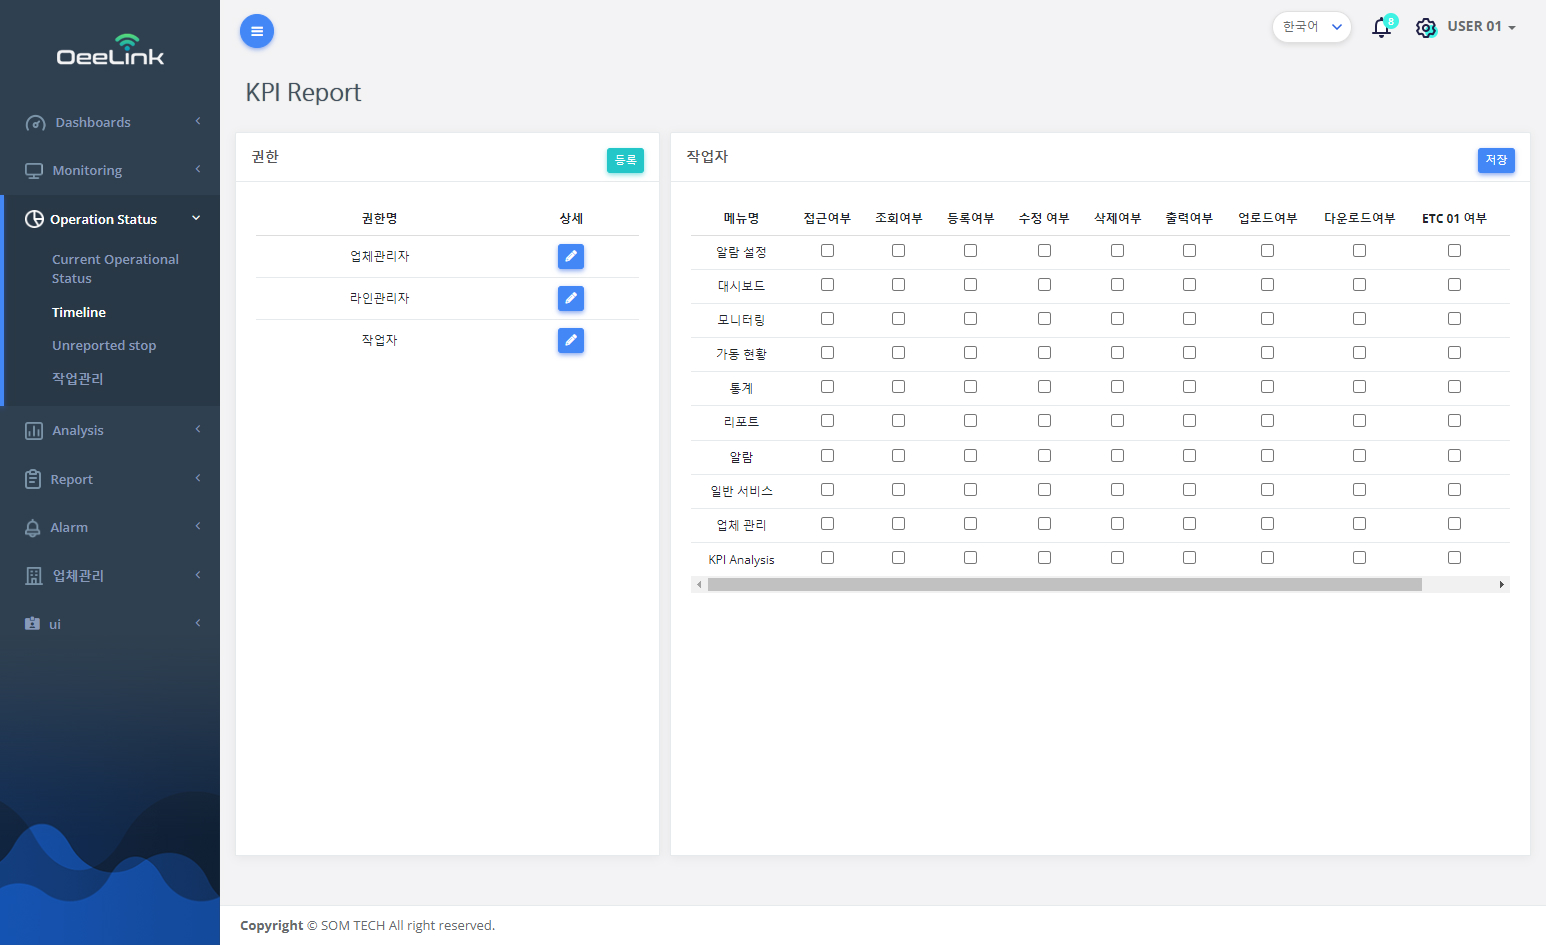 OeeLink
한국어
8
USER 01
KPI Report
Dashboards
Monitoring
Operation Status
Current Operational
Status
Timeline
Unreported stop
작업관리
Analysis
Report
Alarm
업체관리
ui
권한
등록
권한명 상세
업체관리자
라인관리자
작업자
작업자
저장
메뉴명 접근여부 조회여부 등록여부 수정 여부 삭제여부 출력여부 업로드여부 다운로드여부 ETC 01 여부
알람 설정
대시보드
모니터링
가동 현황
통계
리포트
알람
일반 서비스
업체 관리
KPI Analysis
Copyright © SOM TECH All right reserved.